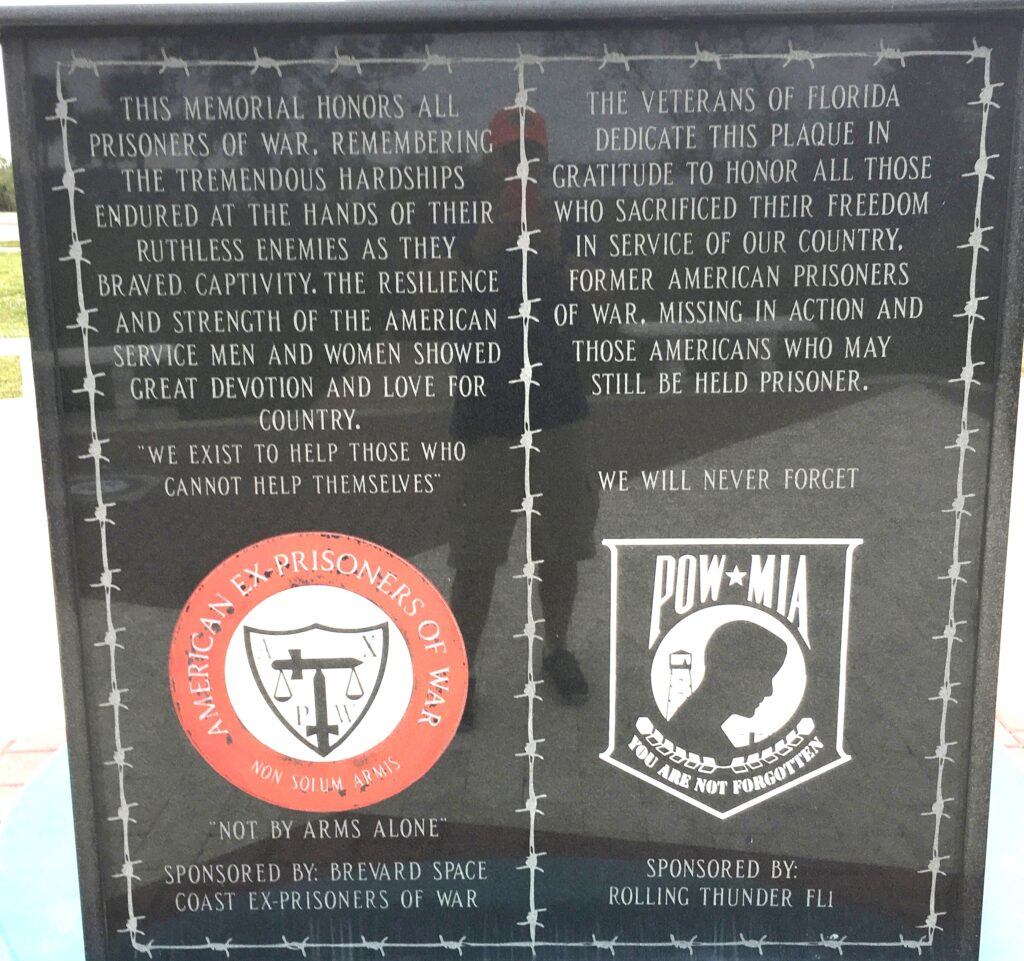 THIS MEMORIAL HONORS ALL
PRISONERS OF WAR, REMEMBERING
THE TREMENDOUS HARDSHIPS
ENDURED AT THE HANDS OF THEIR
RUTHLESS ENEMIES AS THEY
BRAVED CAPTIVITY. THE RESILIENCE
AND STRENGTH OF THE AMERICAN
SERVICE MEN AND WOMEN SHOWED
GREAT DEVOTION AND LOVE FOR
COUNTRY.
"WE EXIST TO HELP THOSE WHO
CANNOT HELP THEMSELVES"
AMERICAN EX-PRISONERS OF WAR
A X
P W
NON SOLUM ARMIS
"NOT BY ARMS ALONE"
SPONSORED BY: BREVARD SPACE
COAST EX-PRISONERS OF WAR
THE VETERANS OF FLORIDA
DEDICATE THIS PLAQUE IN
GRATITUDE TO HONOR ALL THOSE
WHO SACRIFICED THEIR FREEDOM
IN SERVICE OF OUR COUNTRY,
FORMER AMERICAN PRISONERS
OF WAR, MISSING IN ACTION AND
THOSE AMERICANS WHO MAY
STILL BE HELD PRISONER.
WE WILL NEVER FORGET
POW★MIA
YOU ARE NOT FORGOTTEN
SPONSORED BY:
ROLLING THUNDER FL1